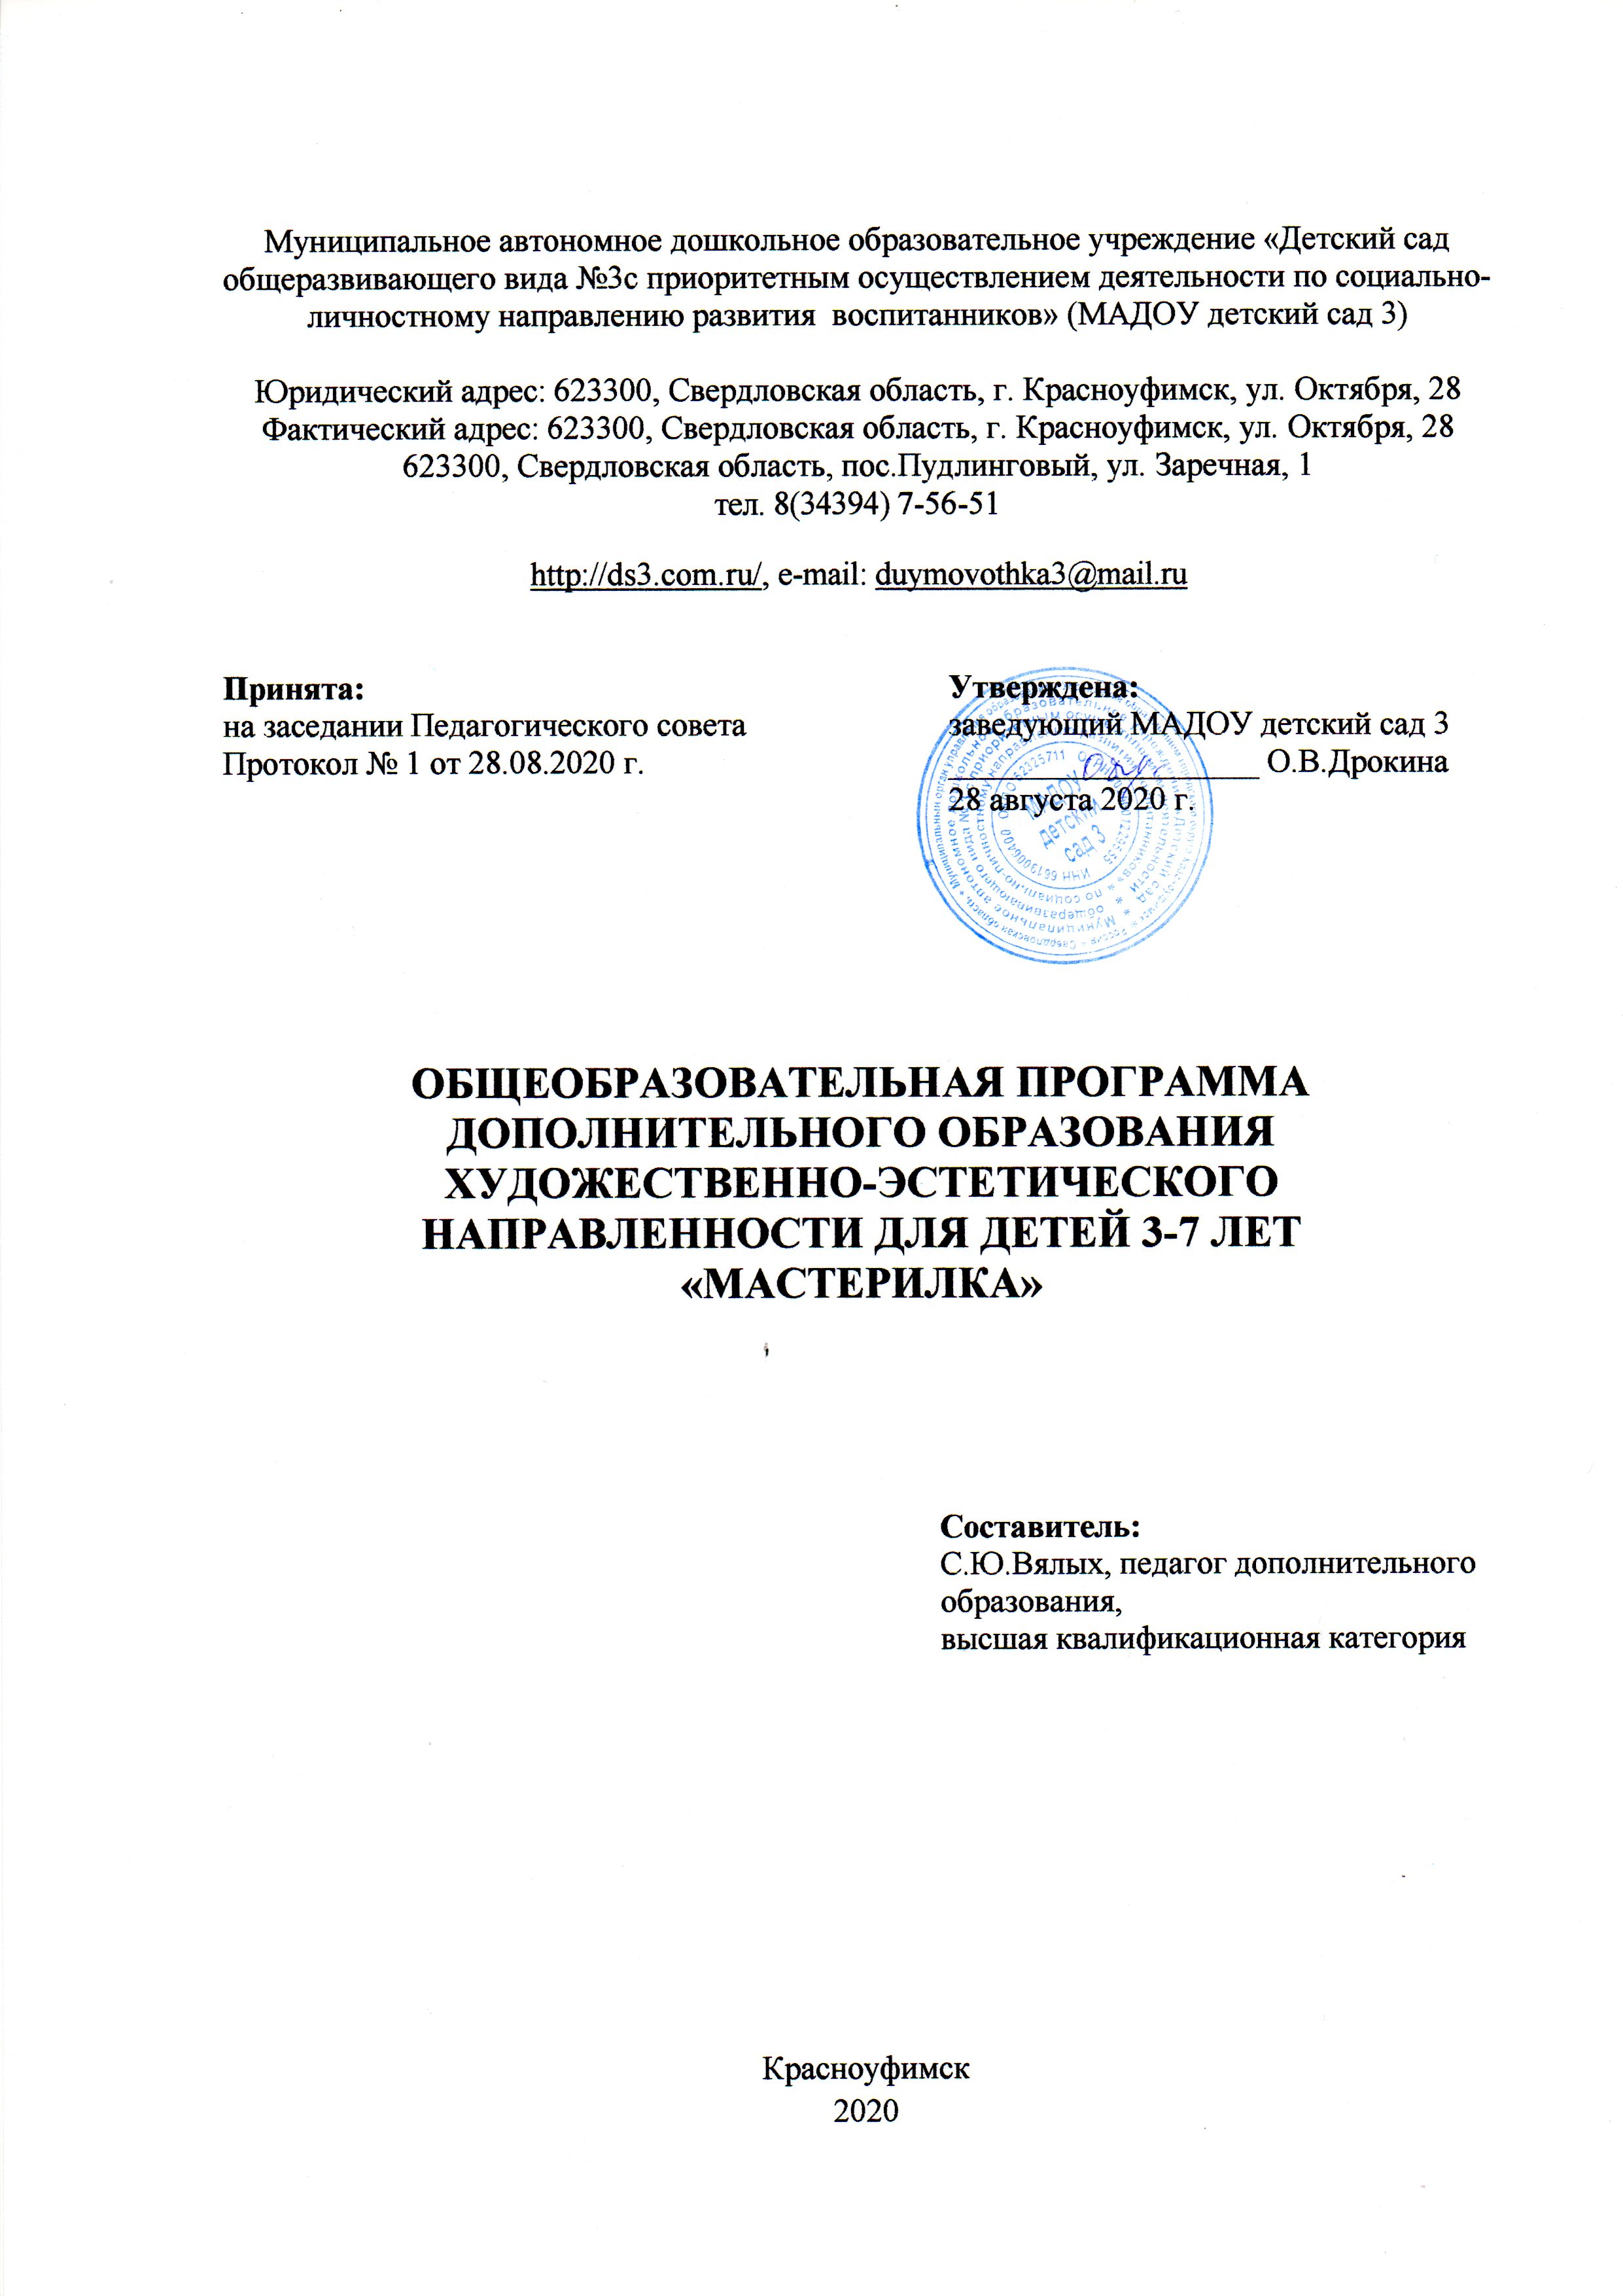 Муниципальное автономное дошкольное образовательное учреждение «Детский сад
общеразвивающего вида №3с приоритетным осуществлением деятельности по социально-
личностному направлению развития  воспитанников» (МАДОУ детский сад 3)
Юридический адрес: 623300, Свердловская область, г. Красноуфимск, ул. Октября, 28
Фактический адрес: 623300, Свердловская область, г. Красноуфимск, ул. Октября, 28
623300, Свердловская область, пос.Пудлинговый, ул. Заречная, 1
тел. 8(34394) 7-56-51
http://ds3.com.ru/, e-mail: duymovothka3@mail.ru
Принята:
на заседании Педагогического совета
Протокол № 1 от 28.08.2020 г.
Утверждена:
заведующий МАДОУ детский сад 3
___________________ О.В.Дрокина
28 августа 2020 г.
МАДОУ
детский
сад 3
ОБЩЕОБРАЗОВАТЕЛЬНАЯ ПРОГРАММА
ДОПОЛНИТЕЛЬНОГО ОБРАЗОВАНИЯ
ХУДОЖЕСТВЕННО-ЭСТЕТИЧЕСКОГО
НАПРАВЛЕННОСТИ ДЛЯ ДЕТЕЙ 3-7 ЛЕТ
«МАСТЕРИЛКА»
Составитель:
С.Ю.Вялых, педагог дополнительного
образования,
высшая квалификационная категория
Красноуфимск
2020